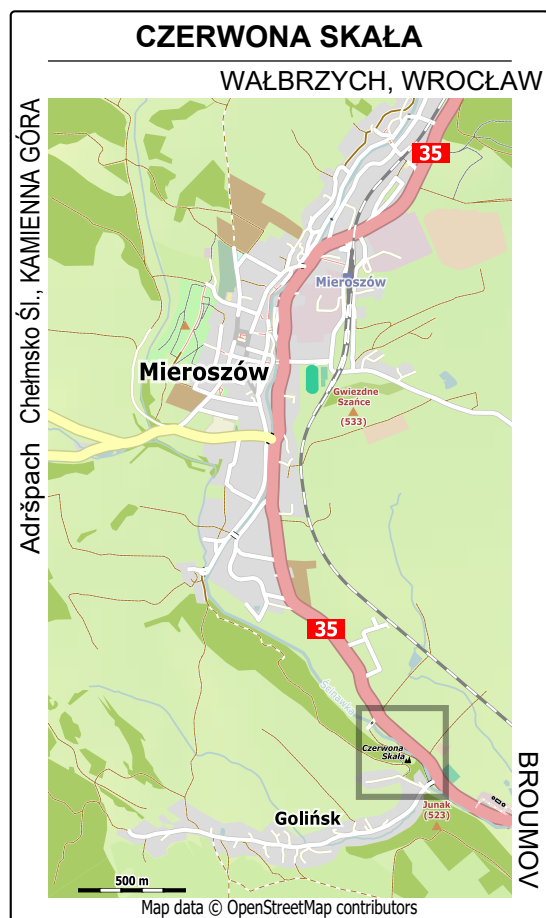 CZERWONA SKAŁA
WAŁBRZYCH, WROCŁAW
Adršpach Chełmsko Śl., KAMIENNA GÓRA
35
Mieroszów
Mieroszów
Gwiezdne
Szańce
(533)
35
Ścinawka
Czerwona
Skała
BROUMOV
Junak
(523)
Golińsk
500 m
Map data © OpenStreetMap contributors